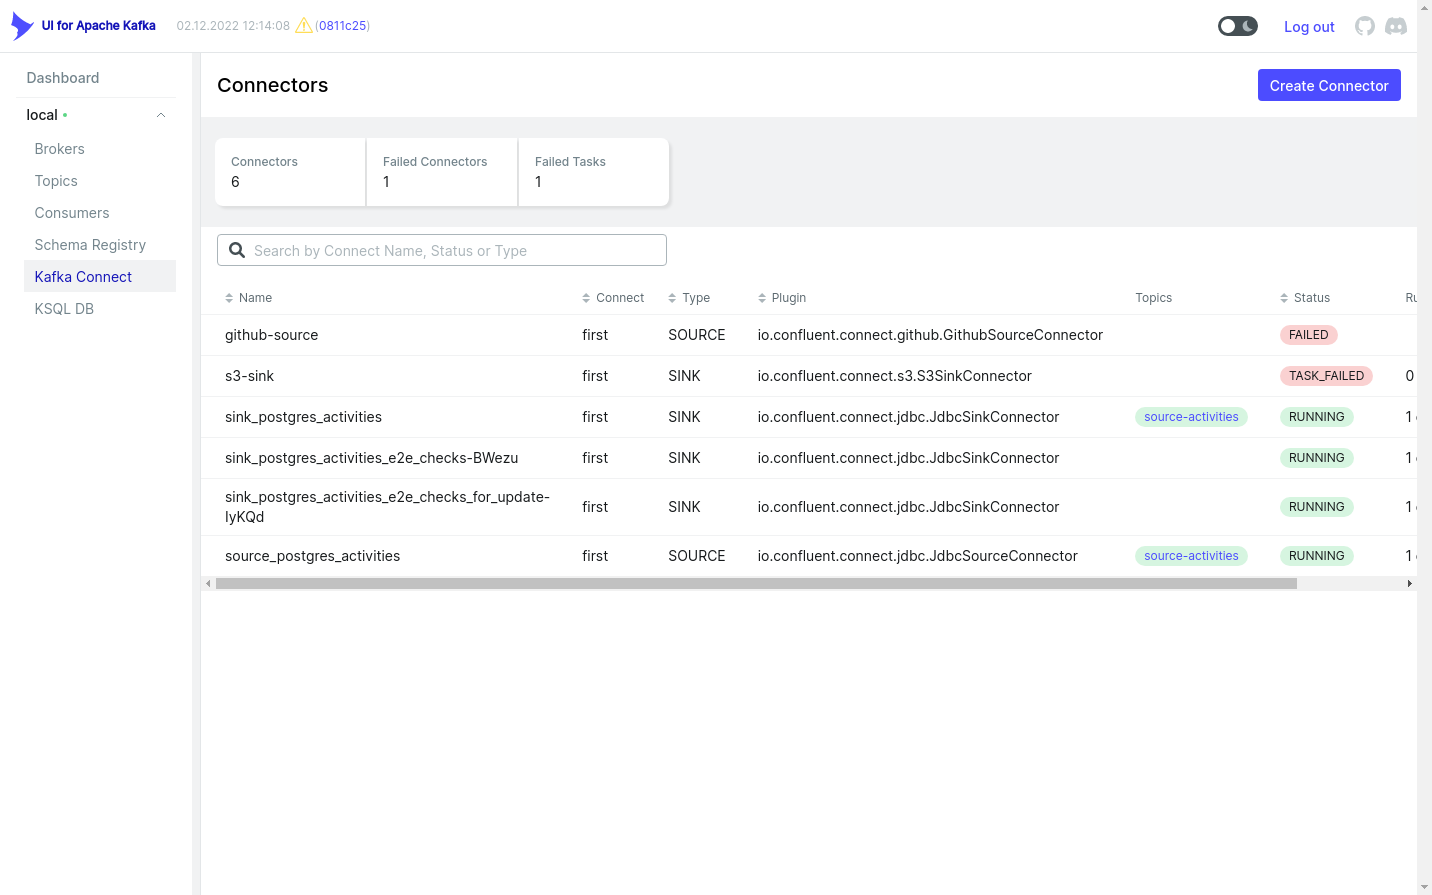 UI for Apache Kafka 02.12.2022 12:14:08 (0811c25) Log out
Dashboard
local
Brokers
Topics
Consumers
Schema Registry
Kafka Connect
KSQL DB
Connectors
Create Connector
Connectors Failed Connectors Failed Tasks
6 1 1
Search by Connect Name, Status or Type
Name Connect Type Plugin Topics Status
github-source first SOURCE io.confluent.connect.github.GithubSourceConnector FAILED
s3-sink first SINK io.confluent.connect.s3.S3SinkConnector TASK_FAILED 0
sink_postgres_activities first SINK io.confluent.connect.jdbc.JdbcSinkConnector source-activities RUNNING 1
sink_postgres_activities_e2e_checks-BWezu first SINK io.confluent.connect.jdbc.JdbcSinkConnector RUNNING 1
sink_postgres_activities_e2e_checks_for_update-
IyKQd first SINK io.confluent.connect.jdbc.JdbcSinkConnector RUNNING 1
source_postgres_activities first SOURCE io.confluent.connect.jdbc.JdbcSourceConnector source-activities RUNNING 1